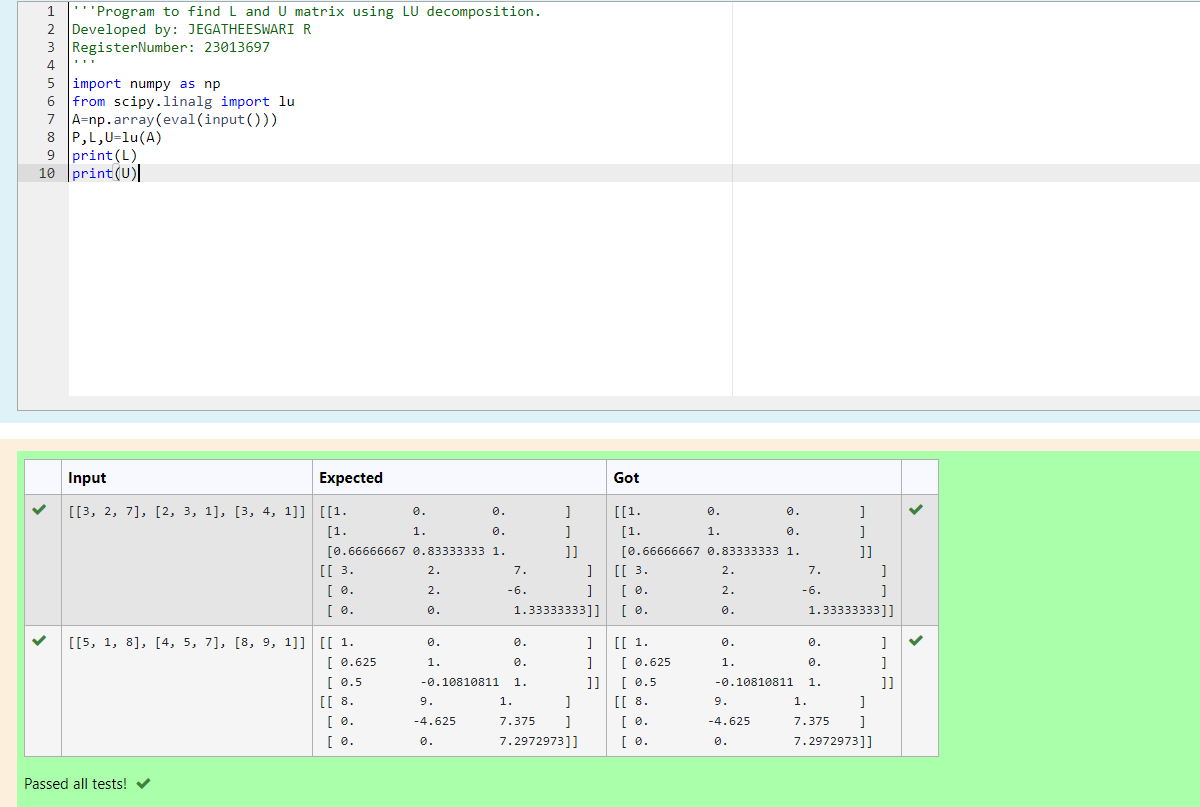 1 '''Program to find L and U matrix using LU decomposition.
2 Developed by: JEGATHEESWARI R
3 RegisterNumber: 23013697
4 '''
5 import numpy as np
6 from scipy.linalg import lu
7 A=np.array(eval(input()))
8 P,L,U=lu(A)
9 print(L)
10 print(U)
Input Expected Got
[[3, 2, 7], [2, 3, 1], [3, 4, 1]] [[1. 0. 0. ] [[1. 0. 0. ]
[1. 1. 0. ] [1. 1. 0. ]
[0.66666667 0.83333333 1. ]] [0.66666667 0.83333333 1. ]]
[[ 3. 2. 7. ] [[ 3. 2. 7. ]
[ 0. 2. -6. ] [ 0. 2. -6. ]
[ 0. 0. 1.33333333]] [ 0. 0. 1.33333333]]
[[5, 1, 8], [4, 5, 7], [8, 9, 1]] [[ 1. 0. 0. ] [[ 1. 0. 0. ]
[ 0.625 1. 0. ] [ 0.625 1. 0. ]
[ 0.5 -0.10810811 1. ]] [ 0.5 -0.10810811 1. ]]
[[ 8. 9. 1. ] [[ 8. 9. 1. ]
[ 0. -4.625 7.375 ] [ 0. -4.625 7.375 ]
[ 0. 0. 7.2972973]] [ 0. 0. 7.2972973]]
Passed all tests!